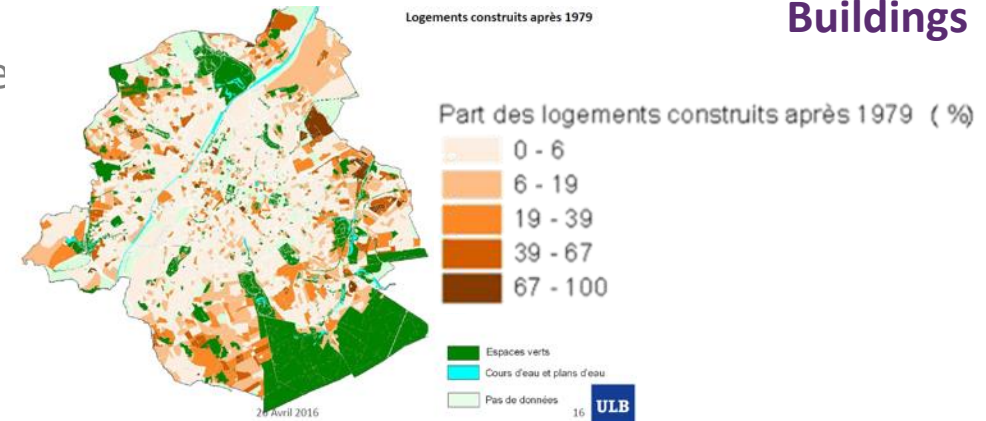 Logements construits après 1979
Buildings
Part des logements construits après 1979 ( %)
0 - 6
6 - 19
19 - 39
39 - 67
67 - 100
Espaces verts
Cours d'eau et plans d'eau
Pas de données
Avril 2016
16
ULB